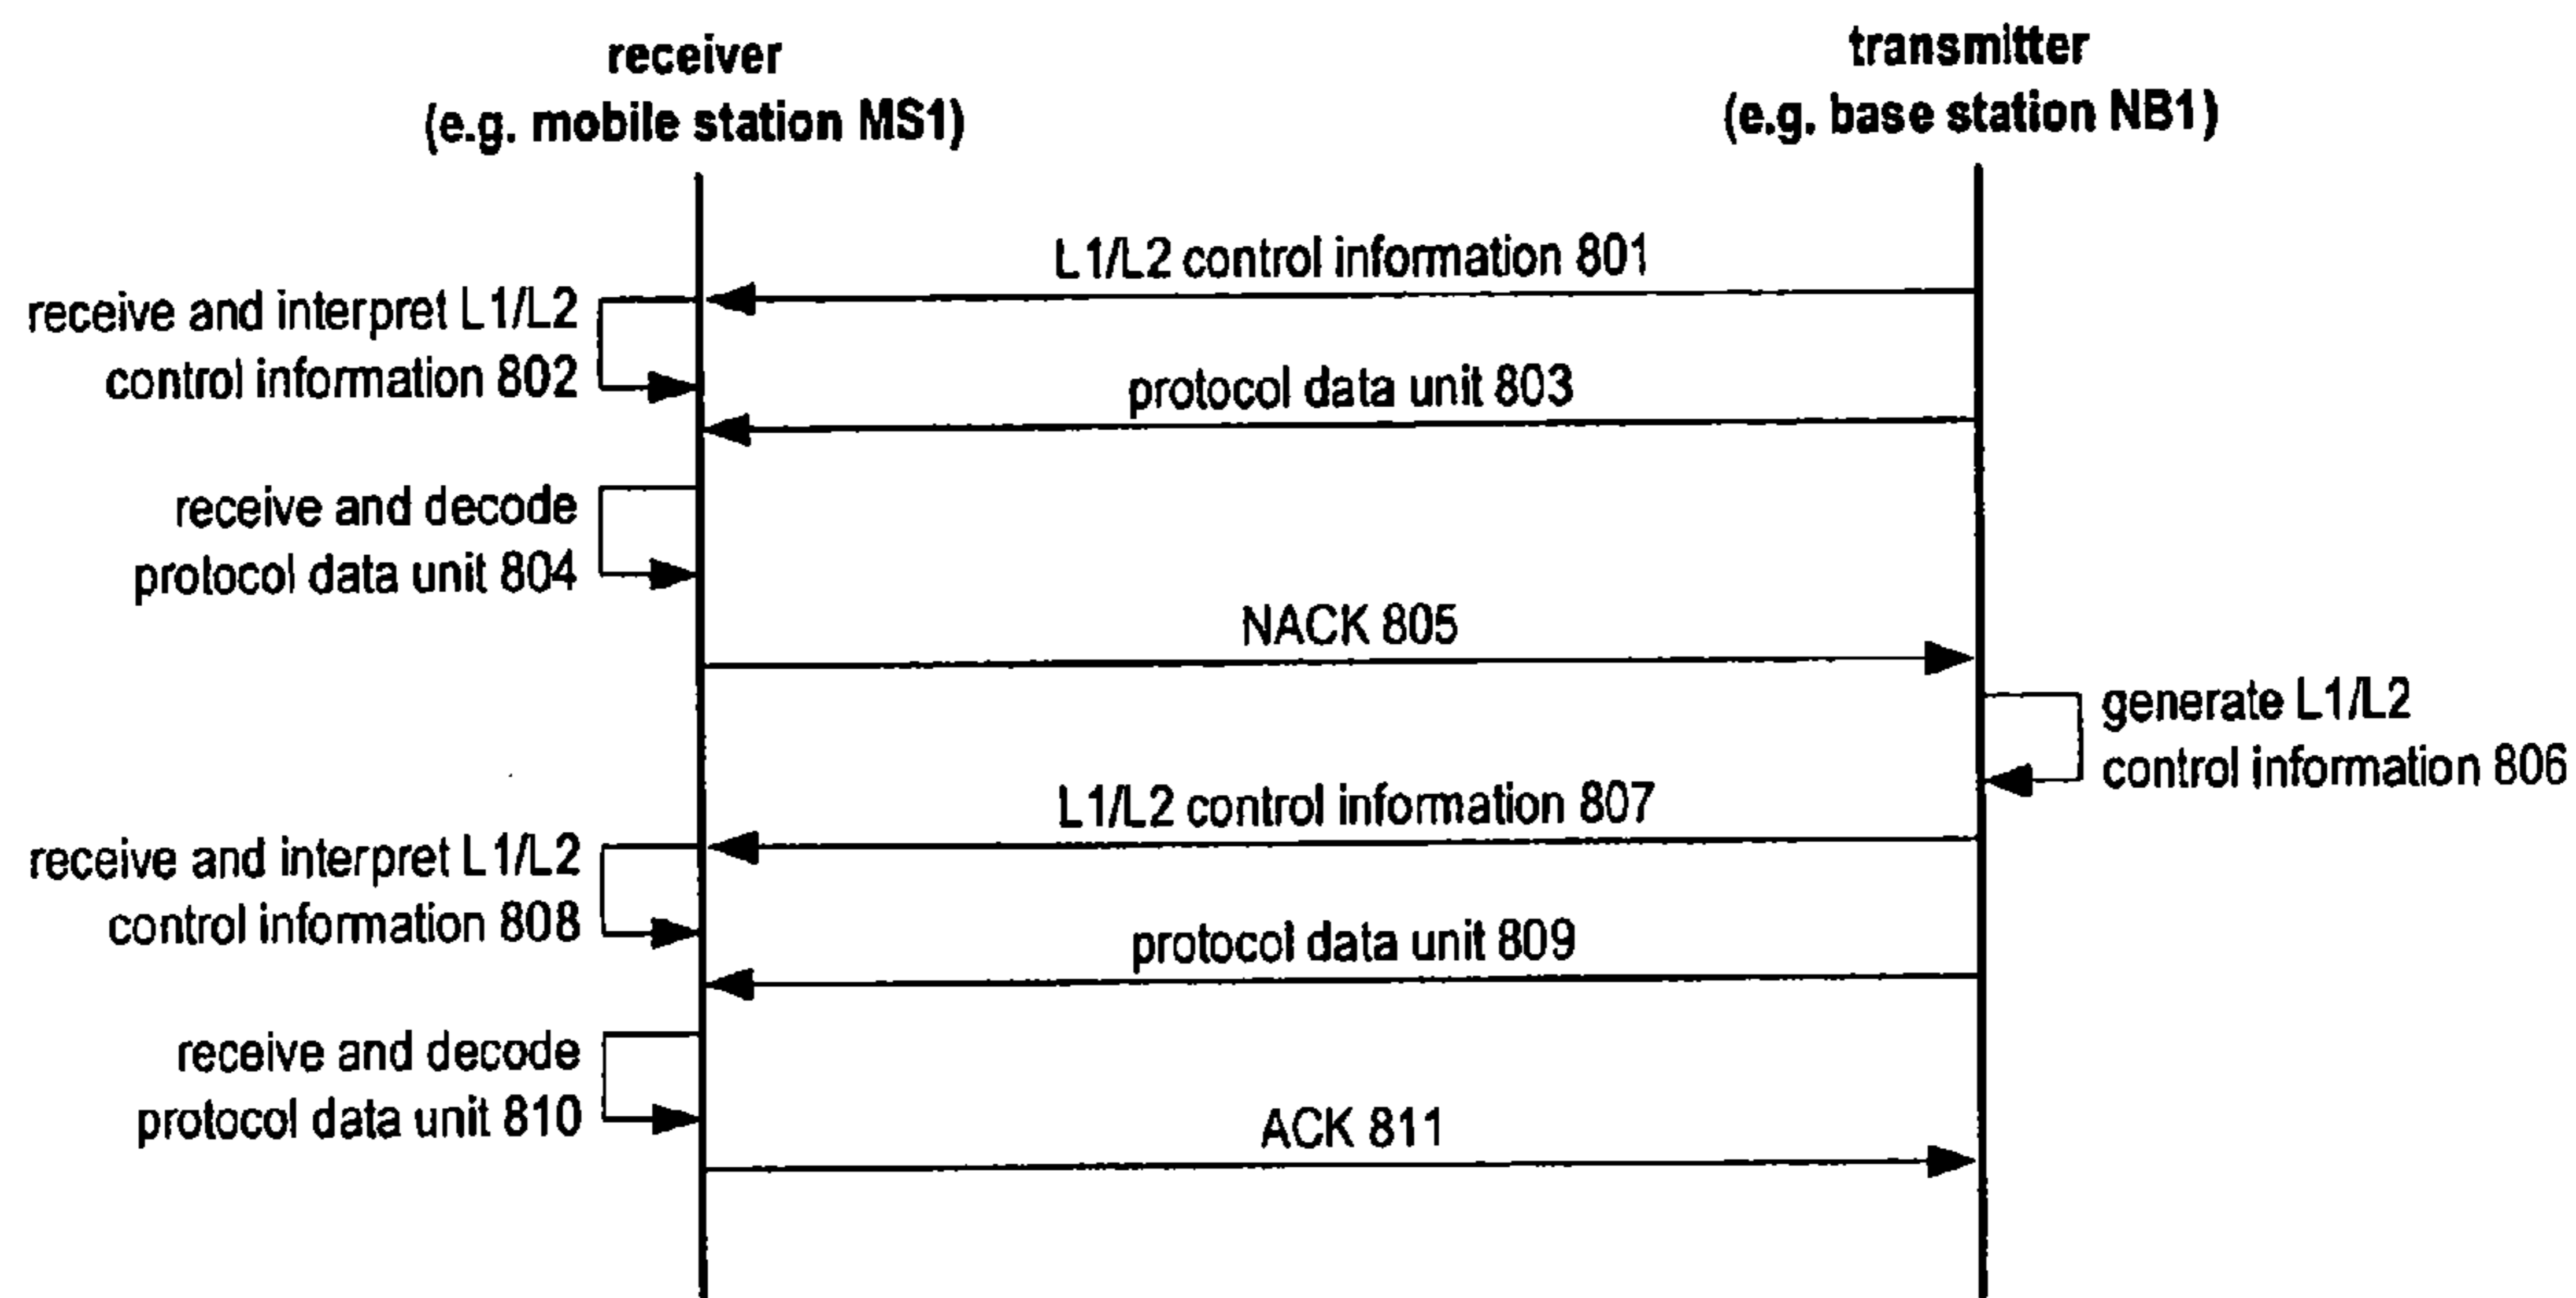 receiver
(e.g. mobile station MS1)
transmitter
(e.g. base station NB1)
L1/L2 control information 801
receive and interpret L1/L2
control information 802
protocol data unit 803
receive and decode
protocol data unit 804
NACK 805
generate L1/L2
control information 806
L1/L2 control information 807
receive and interpret L1/L2
control information 808
protocol data unit 809
receive and decode
protocol data unit 810
ACK 811